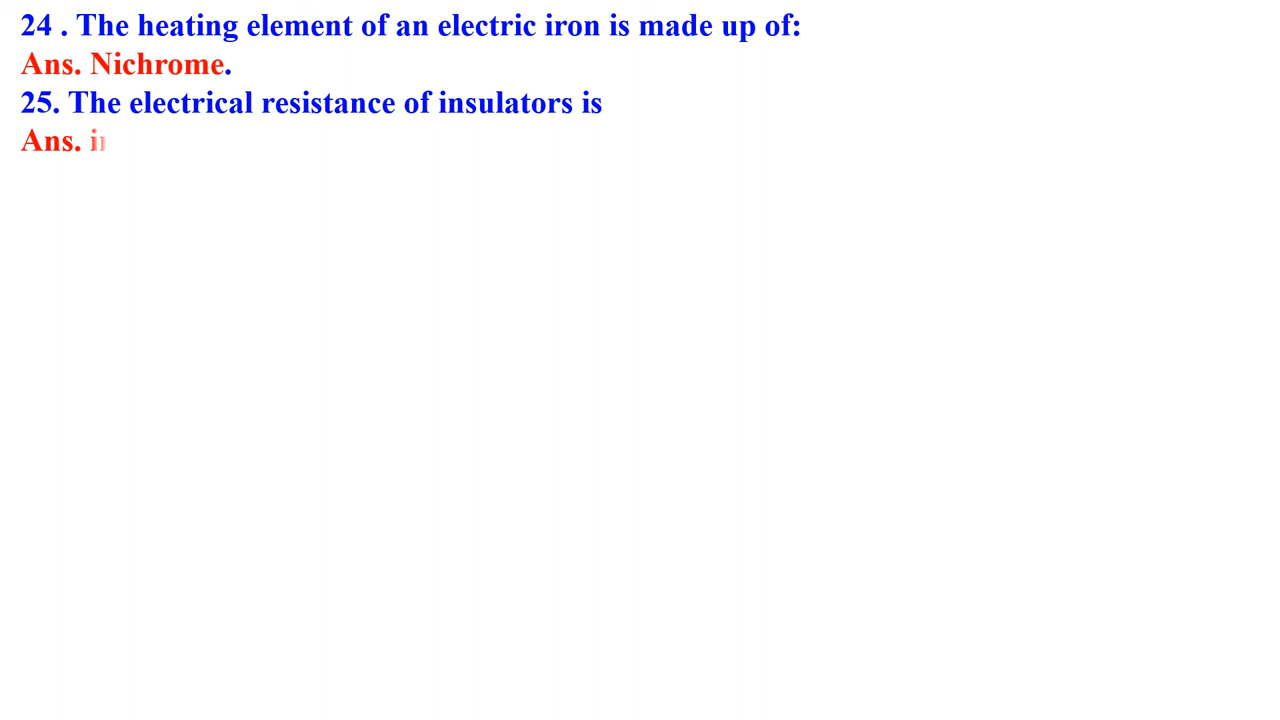 24 . The heating element of an electric iron is made up of:
Ans. Nichrome.
25. The electrical resistance of insulators is
Ans.